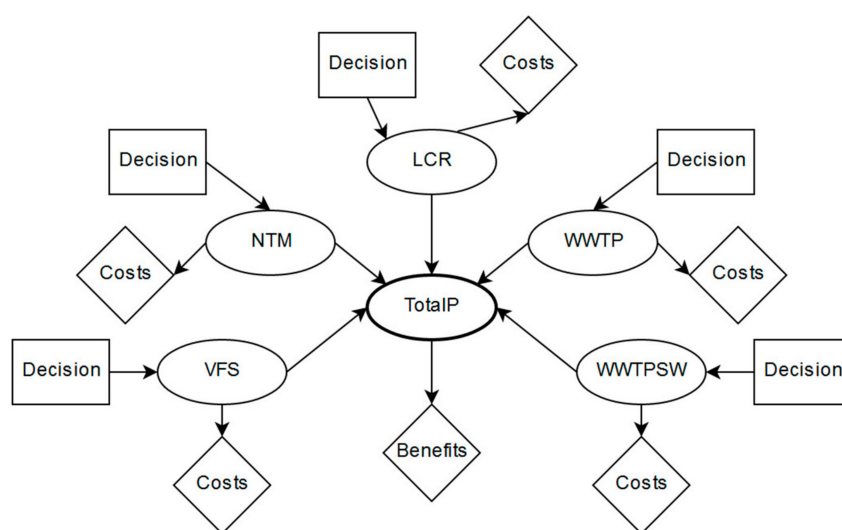 Decision
Costs
LCR
Decision
Decision
NTM
WWTP
Costs
Costs
TotalP
Decision
VFS
WWTPSW
Decision
Benefits
Costs
Costs